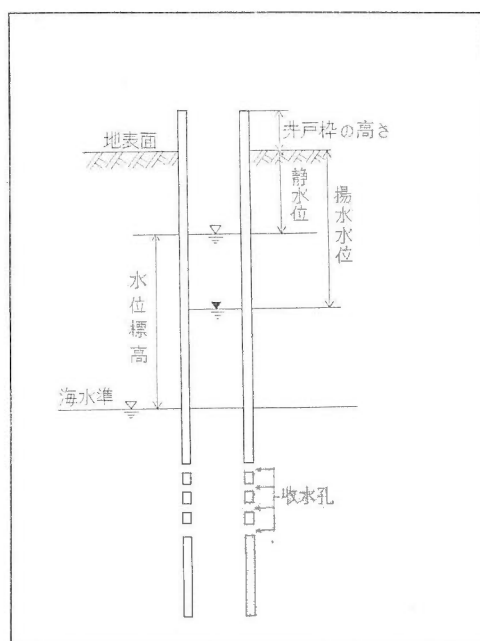 井戸枠の高さ
地表面
静水位
揚水水位
水位標高
海水準
收水孔